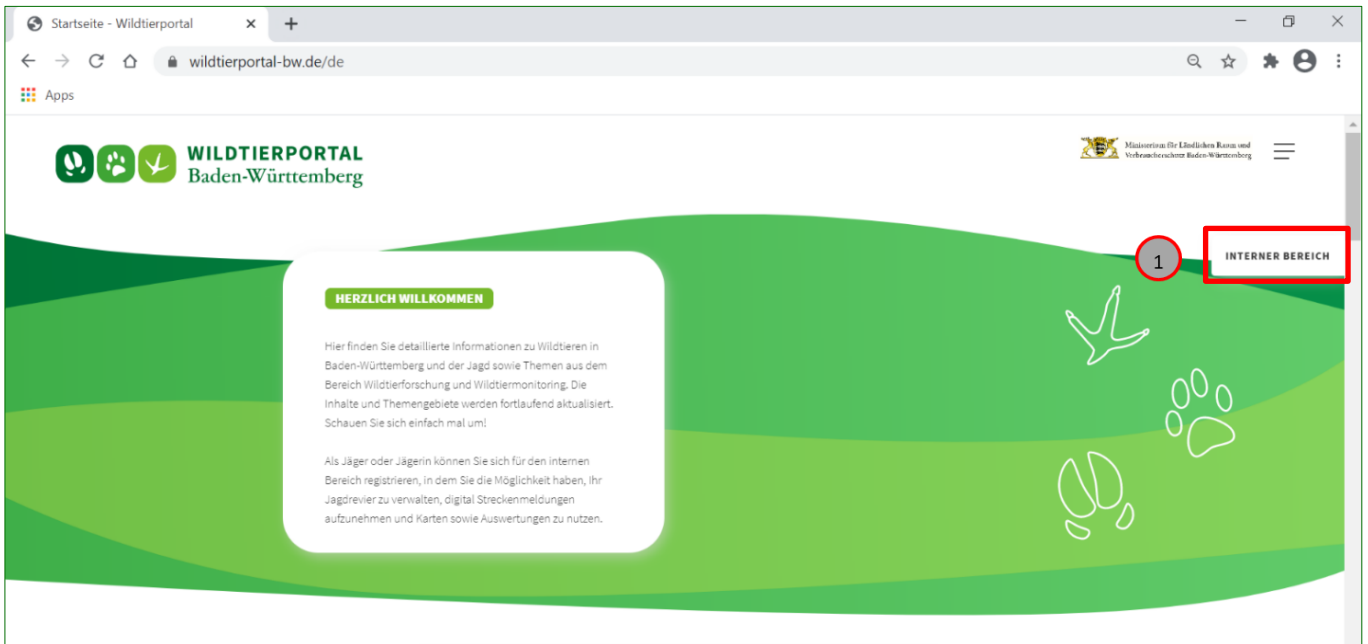 Startseite - Wildtierportal
wildtierportal-bw.de/de
Apps
WILDTIERPORTAL
Baden-Württemberg
Ministerium für Ländlichen Raum und
Verbraucherschutz Baden-Württemberg
1
INTERNER BEREICH
HERZLICH WILLKOMMEN
Hier finden Sie detaillierte Informationen zu Wildtieren in
Baden-Württemberg und der Jagd sowie Themen aus dem
Bereich Wildtierforschung und Wildtiermonitoring. Die
Inhalte und Themengebiete werden fortlaufend aktualisiert.
Schauen Sie sich einfach mal um!
Als Jäger oder Jägerin können Sie sich für den internen
Bereich registrieren, in dem Sie die Möglichkeit haben, Ihr
Jagdrevier zu verwalten, digital Streckenmeldungen
aufzunehmen und Karten sowie Auswertungen zu nutzen.